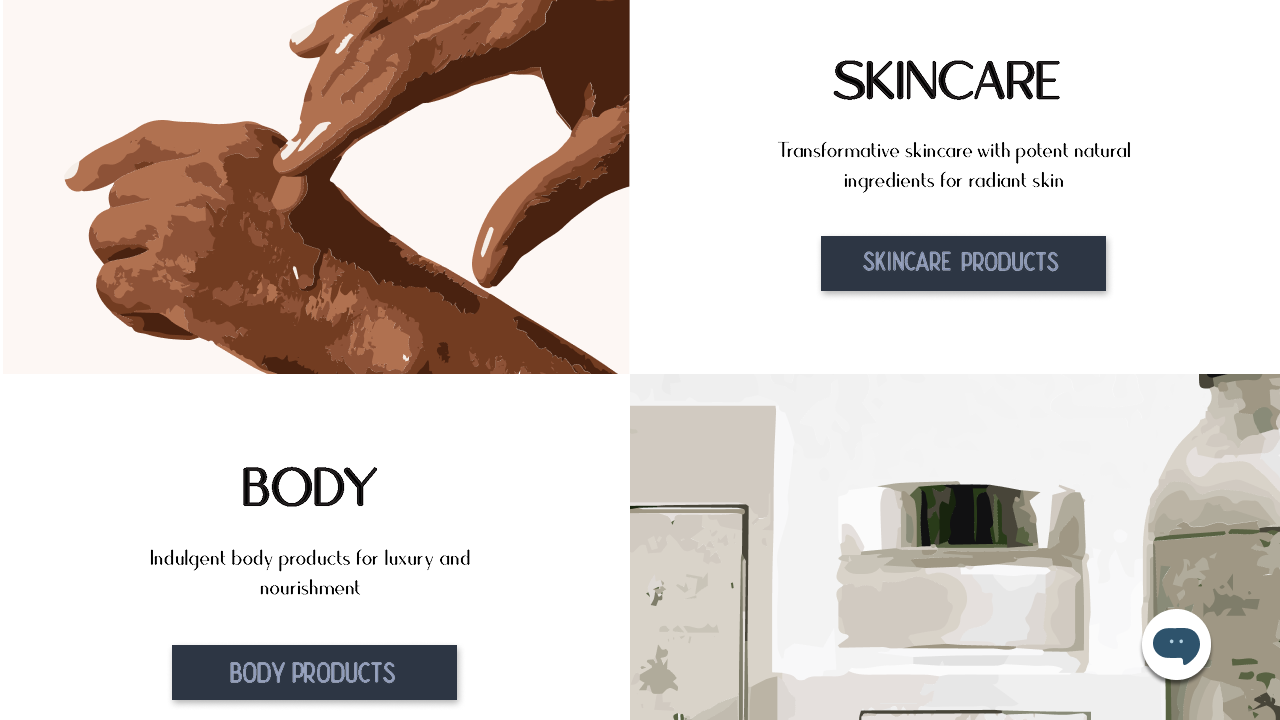 SKINCARE
Transformative skincare with potent natural
ingredients for radiant skin
SKINCARE PRODUCTS
BODY
Indulgent body products for luxury and
nourishment
BODY PRODUCTS